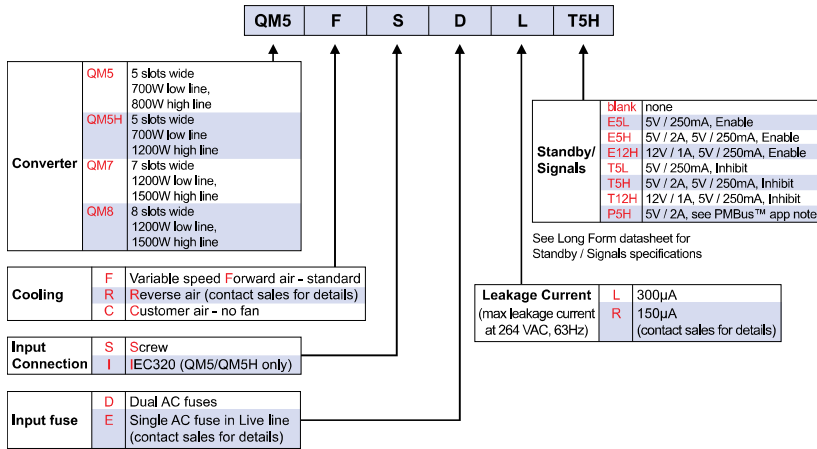 QM5 F S D L T5H
Converter
QM5 5 slots wide
700W low line,
800W high line
QM5H 5 slots wide
700W low line
1200W high line
QM7 7 slots wide
1200W low line,
1500W high line
QM8 8 slots wide
1200W low line,
1500W high line
Cooling
F Variable speed Forward air - standard
R Reverse air (contact sales for details)
C Customer air - no fan
Input
Connection
S Screw
I IEC320 (QM5/QM5H only)
Input fuse
D Dual AC fuses
E Single AC fuse in Live line
(contact sales for details)
Standby/
Signals
blank none
E5L 5V / 250mA, Enable
E5H 5V / 2A, 5V / 250mA, Enable
E12H 12V / 1A, 5V / 250mA, Enable
T5L 5V / 250mA, Inhibit
T5H 5V / 2A, 5V / 250mA, Inhibit
T12H 12V / 1A, 5V / 250mA, Inhibit
P5H 5V / 2A, see PMBus™ app note
See Long Form datasheet for
Standby / Signals specifications
Leakage Current
(max leakage current
at 264 VAC, 63Hz)
L 300µA
R 150µA
(contact sales for details)